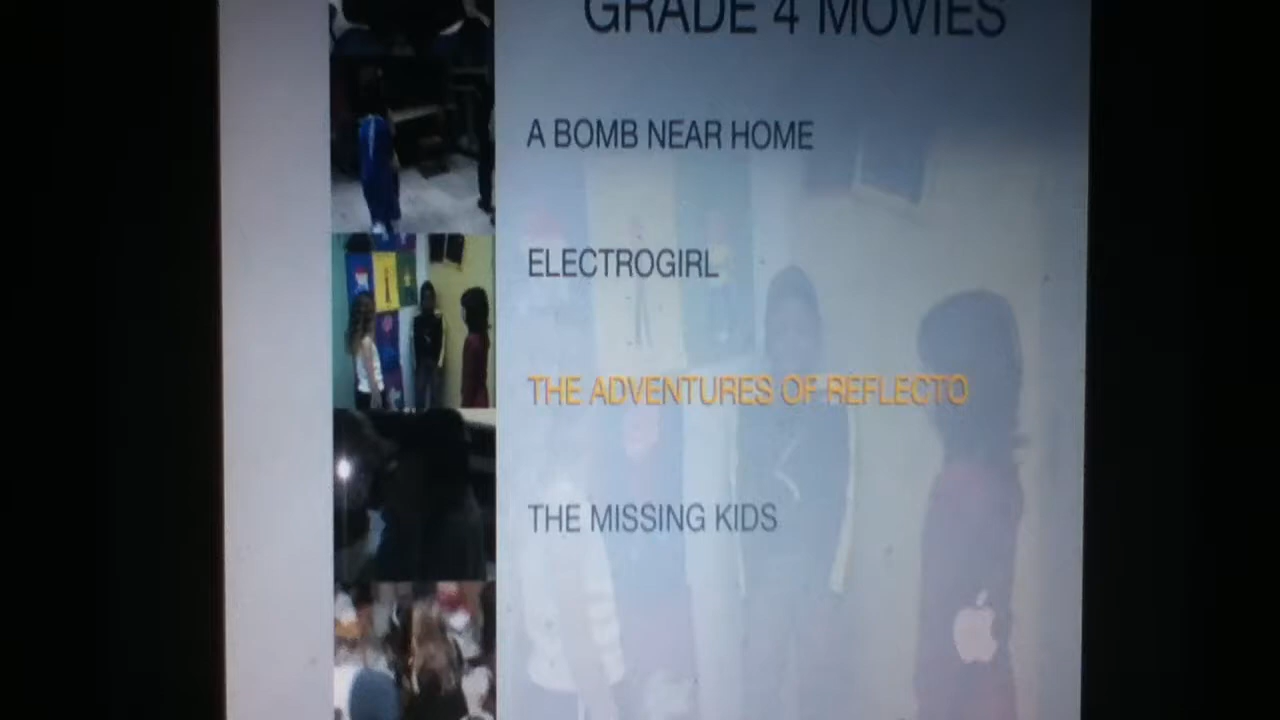 GRADE 4 MOVIES
A BOMB NEAR HOME
ELECTROGIRL
THE ADVENTURES OF REFLECTO
THE MISSING KIDS